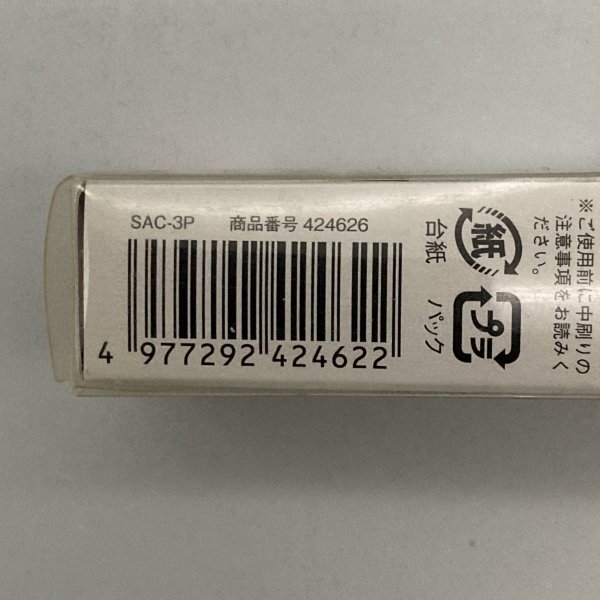 SAC-3P 商品番号 424626
4 977292 424622
台紙
紙
パック
プラ
※ご使用前に中刷りの
注意事項をお読みく
ださい。